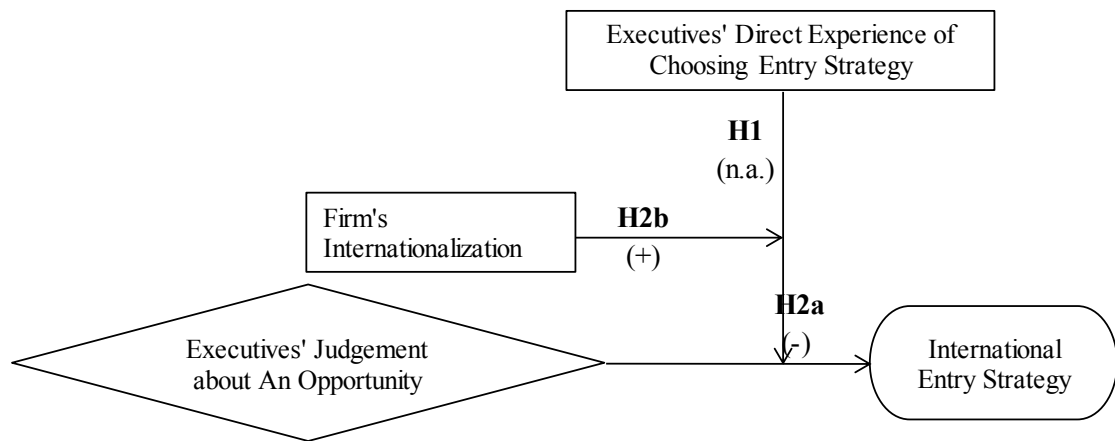 Executives' Direct Experience of
Choosing Entry Strategy
H1
(n.a.)
Firm's
Internationalization
H2b
(+)
H2a
(-)
Executives' Judgement
about An Opportunity
International
Entry Strategy